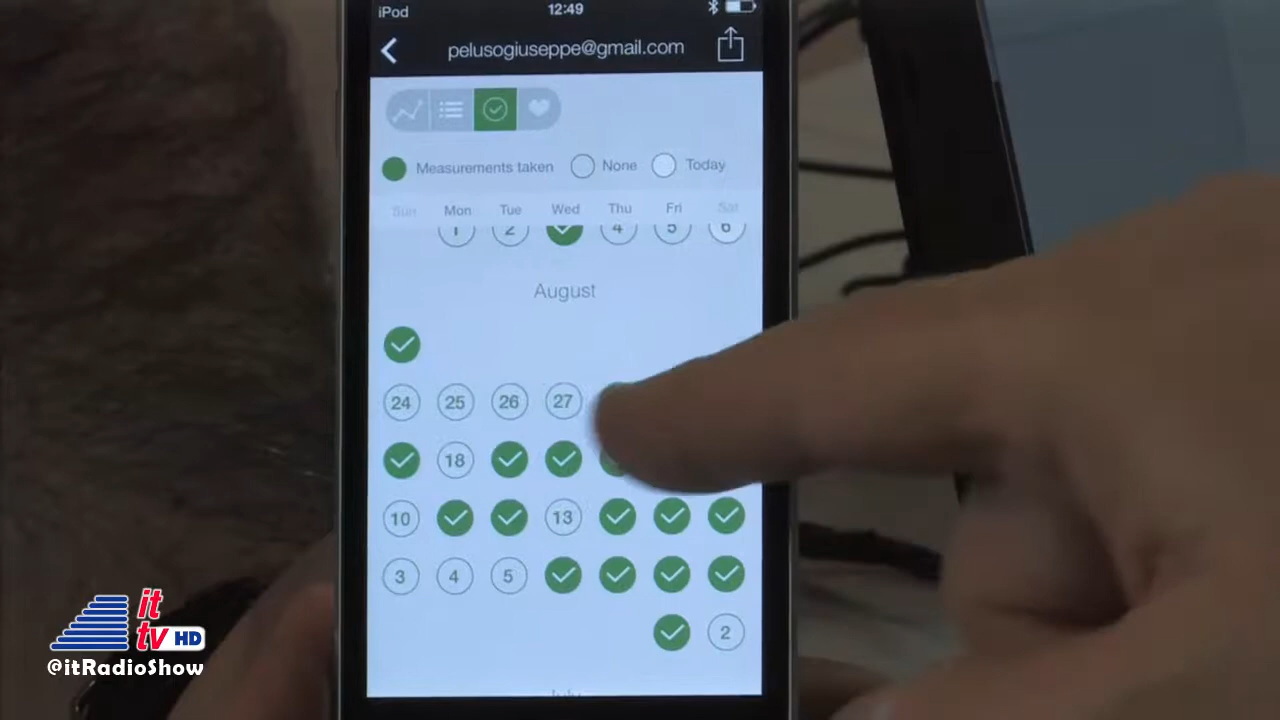 iPod 12:49
pelusogiuseppe@gmail.com
Measurements taken None Today
Sun Mon Tue Wed Thu Fri Sat
1 2 4 5 6
August
24 25 26 27
18
10 13
3 4 5
2
July
it
tv HD
@itRadioShow